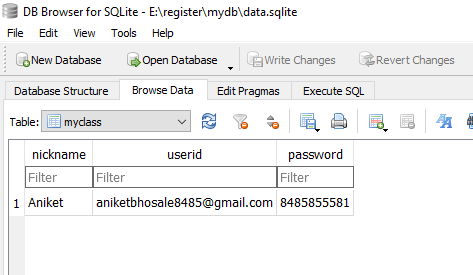 DB Browser for SQLite - E:\register\mydb\data.sqlite
File Edit View Tools Help
New Database Open Database Write Changes Revert Changes
Database Structure Browse Data Edit Pragmas Execute SQL
Table: myclass
nickname userid password
Filter Filter Filter
1 Aniket aniketbhosale8485@gmail.com 8485855581